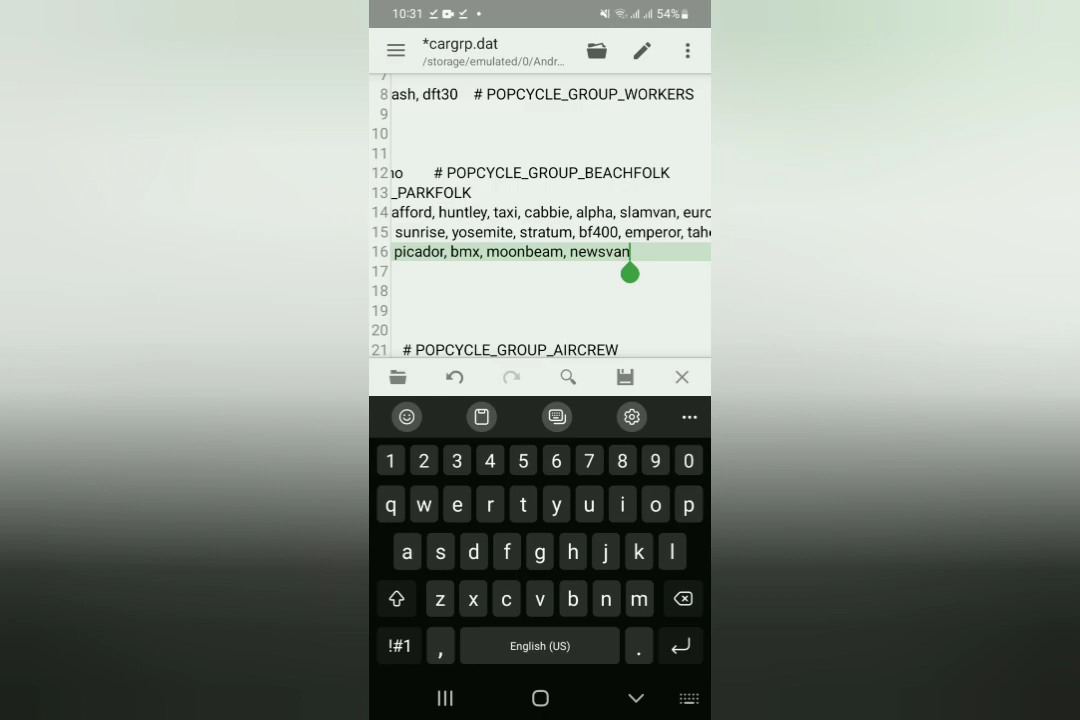 10:31
54%
*cargrp.dat
/storage/emulated/0/Andr...
7
8 ash, dft30 # POPCYCLE_GROUP_WORKERS
9
10
11
12 no # POPCYCLE_GROUP_BEACHFOLK
13 _PARKFOLK
14 afford, huntley, taxi, cabbie, alpha, slamvan, euro
15 sunrise, yosemite, stratum, bf400, emperor, tah
16 picador, bmx, moonbeam, newsvan
17
18
19
20
21 # POPCYCLE_GROUP_AIRCREW
1 2 3 4 5 6 7 8 9 0
q w e r t y u i o p
a s d f g h j k l
z x c v b n m
!#1 , English (US) .